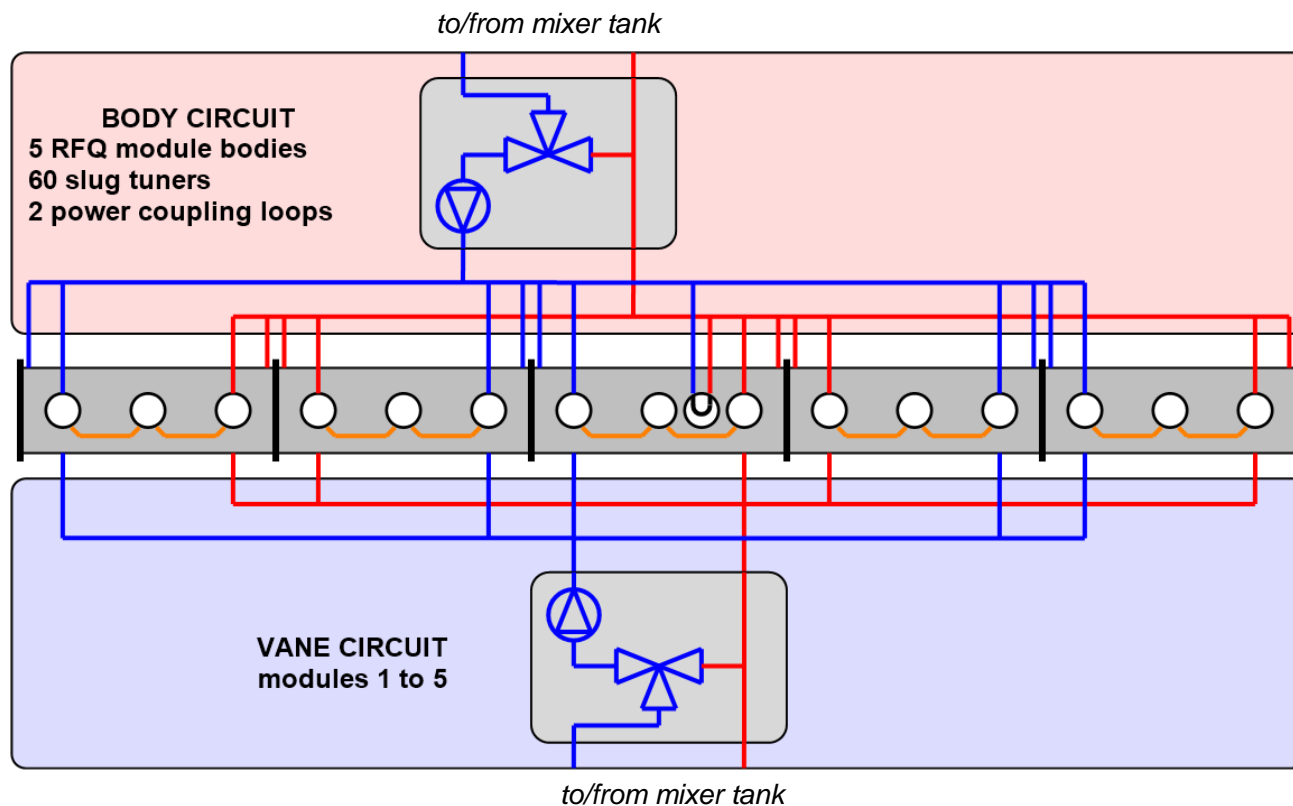 to/from mixer tank
BODY CIRCUIT
5 RFQ module bodies
60 slug tuners
2 power coupling loops
VANE CIRCUIT
modules 1 to 5
to/from mixer tank